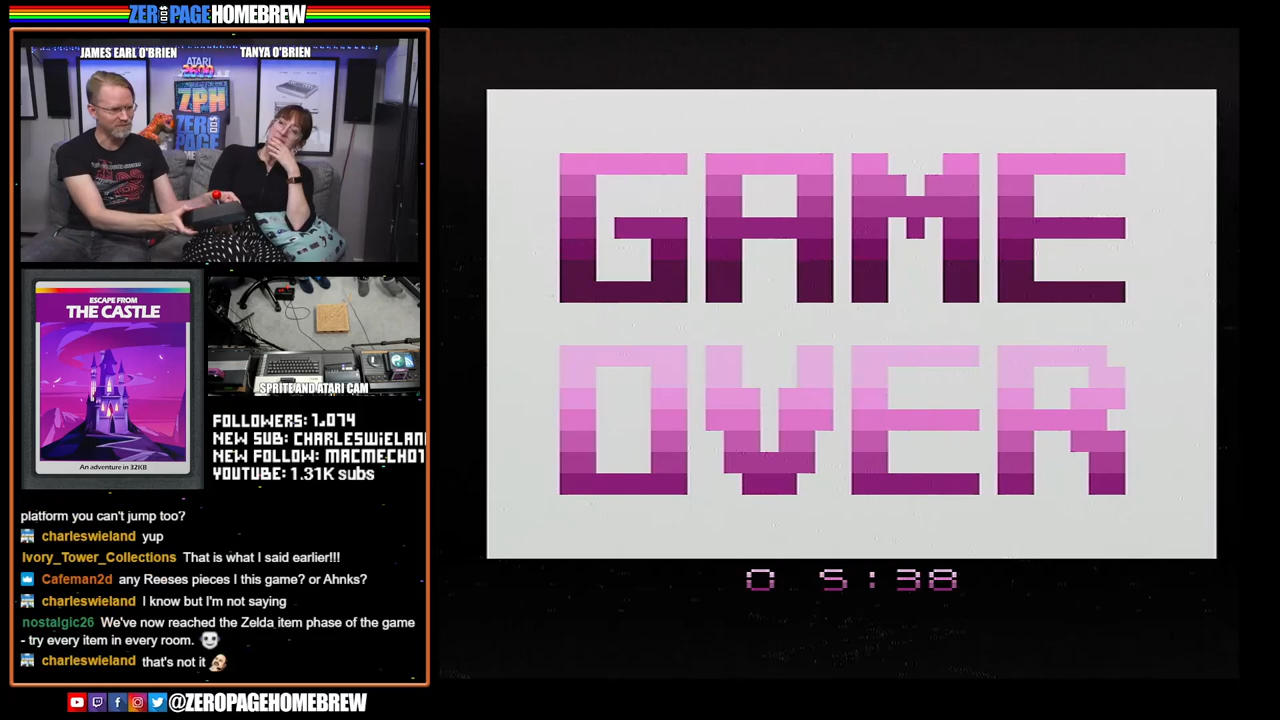 ZEROPAGEHOMEBREW
JAMES EARL O'BRIEN
TANYA O'BRIEN
ATARI
2600
ZPH
ZERO
PAGE
ESCAPE FROM
THE CASTLE
An adventure in 32KB
SPRITE AND ATARI CAM
FOLLOWERS: 1,074
NEW SUB: CHARLESWIELAN
NEW FOLLOW: MACMECHOT
YOUTUBE: 1.31K subs
platform you can't jump too?
charleswieland yup
Ivory_Tower_Collections That is what I said earlier!!!
Cafeman2d any Reeses pieces I this game? or Ahnks?
charleswieland I know but I'm not saying
nostalgic26 We've now reached the Zelda item phase of the game
- try every item in every room.
charleswieland that's not it
@ZEROPAGEHOMEBREW
GAME
OVER
0 5:38